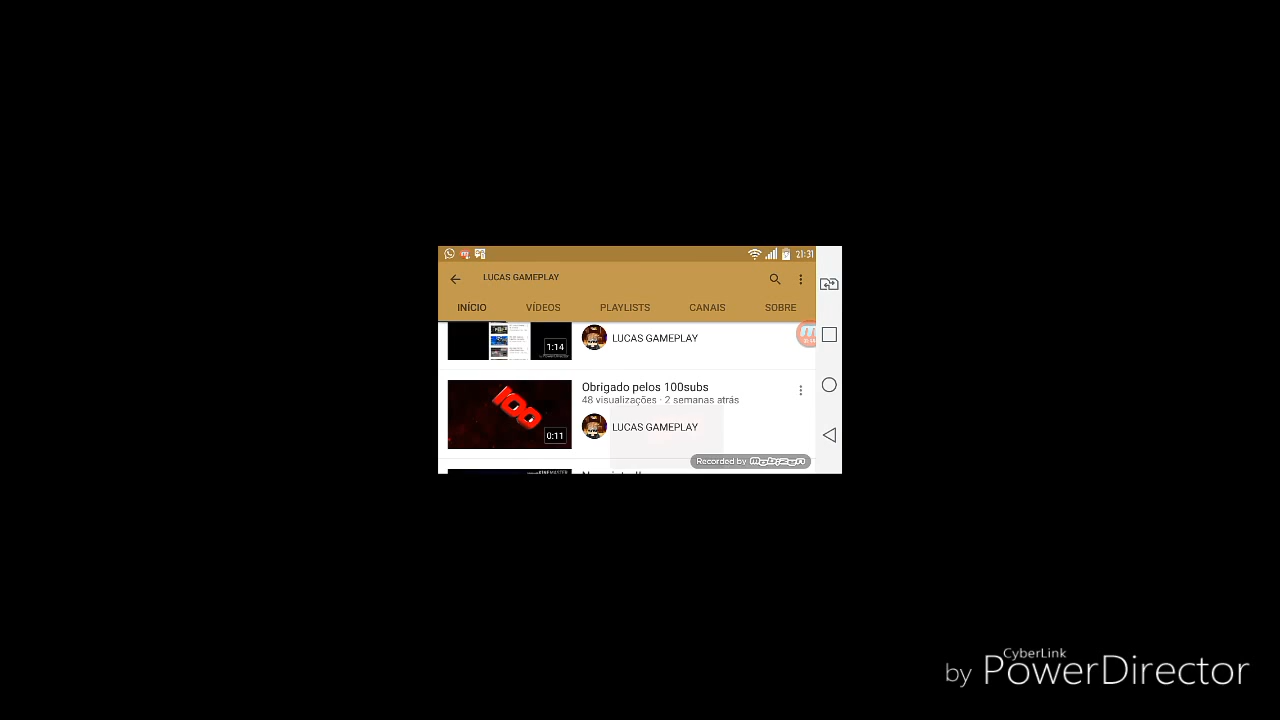 21:31
LUCAS GAMEPLAY
INÍCIO VÍDEOS PLAYLISTS CANAIS SOBRE
1:14
LUCAS GAMEPLAY
Obrigado pelos 100subs
48 visualizações · 2 semanas atrás
100
0:11
LUCAS GAMEPLAY
Recorded by Mobizen
CyberLink
by PowerDirector